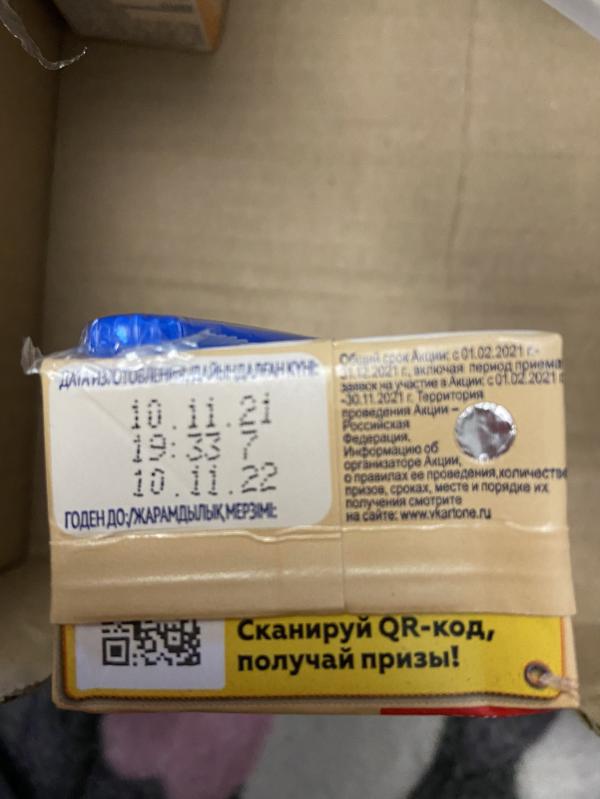 ДАТА ИЗГОТОВЛЕНИЯ:/ДАЙЫНДАЛҒАН КҮНІ:
10.11.21
19:33 7
10.11.22
ГОДЕН ДО:/ЖАРАМДЫЛЫҚ МЕРЗІМІ:
Общий срок Акции: с 01.02.2021 г.-
31.12.2021 г., включая период приема
заявок на участие в Акции: с 01.02.2021
-30.11.2021 г. Территория
проведения Акции –
Российская
Федерация.
Информацию об
организаторе Акции,
о правилах ее проведения, количестве
призов, сроках, месте и порядке их
получения смотрите
на сайте: www.vkartone.ru
Сканируй QR-код,
получай призы!